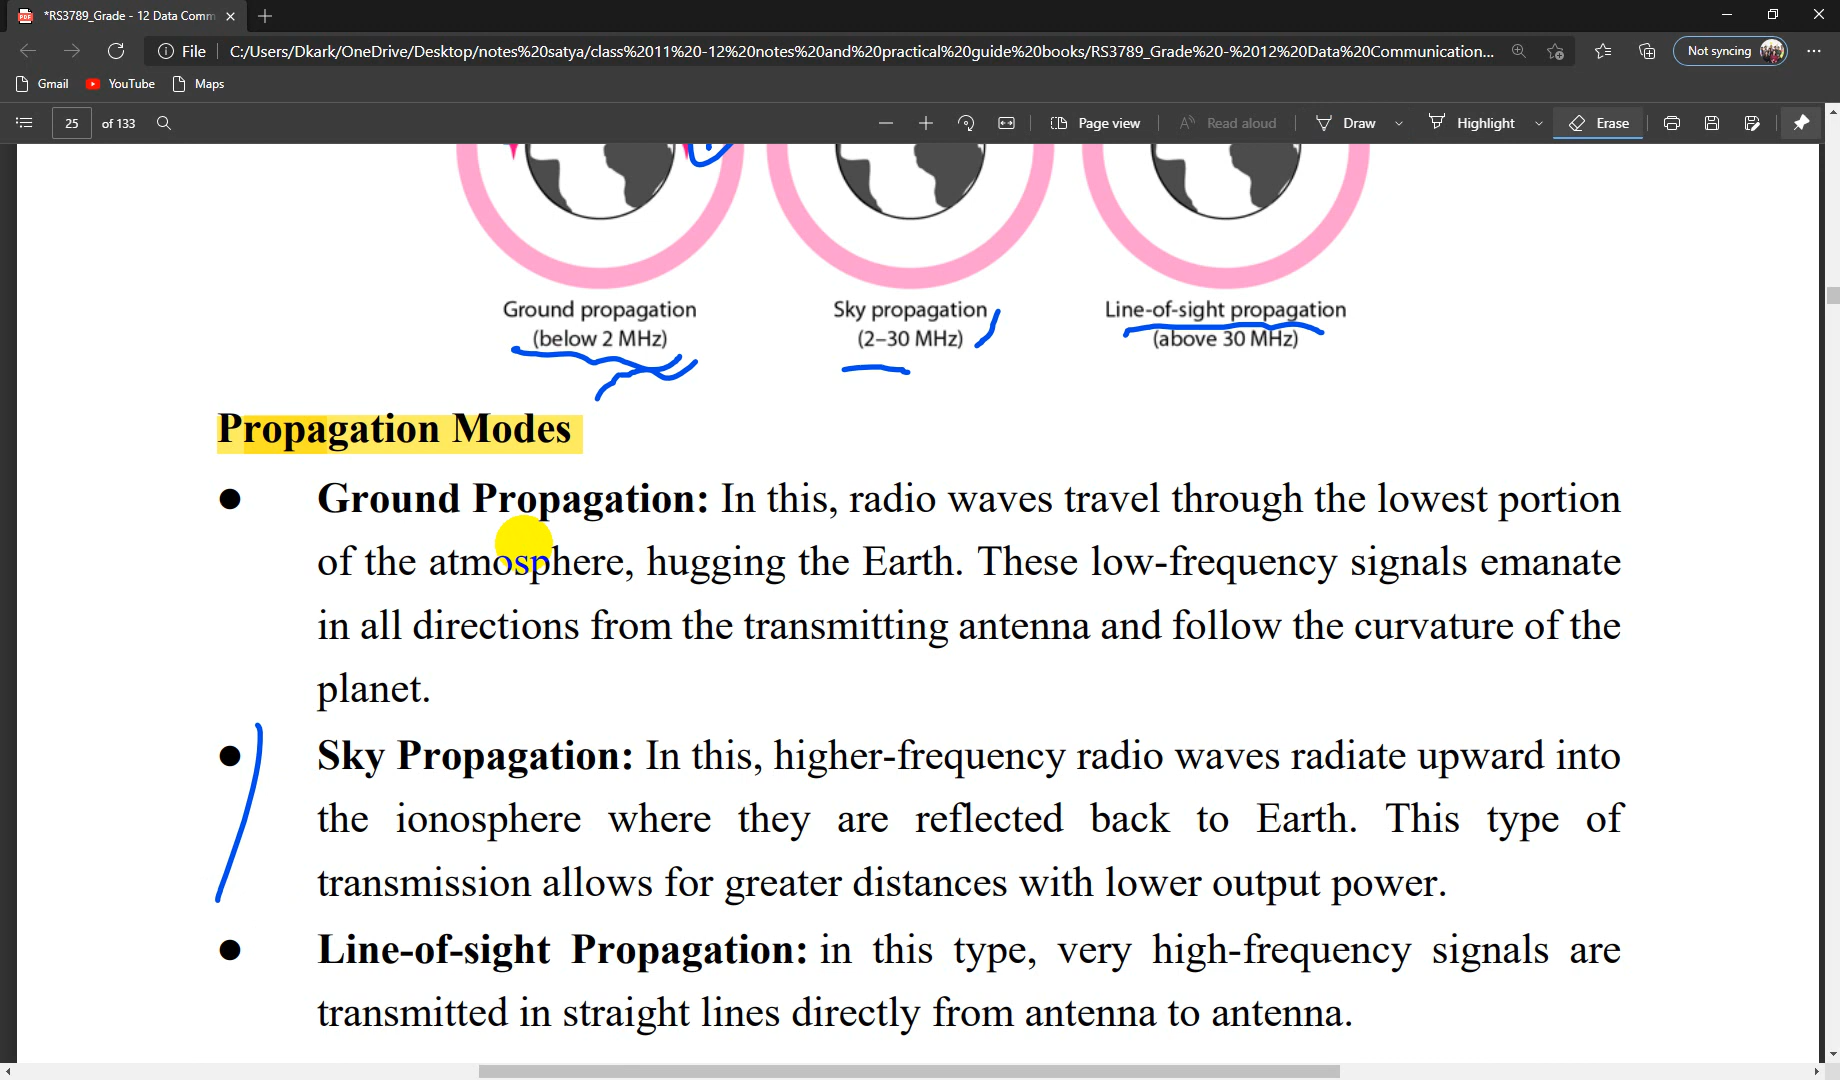 *RS3789_Grade - 12 Data Comm
File
C:/Users/Dkark/OneDrive/Desktop/notes%20satya/class%2011%20-12%20notes%20and%20practical%20guide%20books/RS3789_Grade%20-%2012%20Data%20Communication...
Not syncing
Gmail
YouTube
Maps
25 of 133
Page view
Read aloud
Draw
Highlight
Erase
Ground propagation
(below 2 MHz)
Sky propagation
(2–30 MHz)
Line-of-sight propagation
(above 30 MHz)
Propagation Modes
● Ground Propagation: In this, radio waves travel through the lowest portion
of the atmosphere, hugging the Earth. These low-frequency signals emanate
in all directions from the transmitting antenna and follow the curvature of the
planet.
● Sky Propagation: In this, higher-frequency radio waves radiate upward into
the ionosphere where they are reflected back to Earth. This type of
transmission allows for greater distances with lower output power.
● Line-of-sight Propagation: in this type, very high-frequency signals are
transmitted in straight lines directly from antenna to antenna.